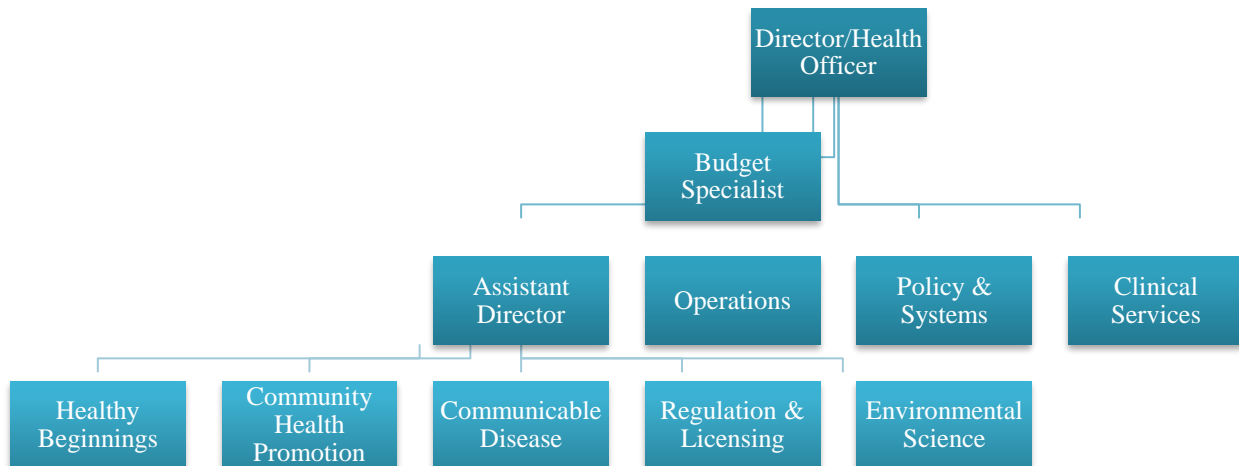 Director/Health
Officer
Budget
Specialist
Assistant
Director
Operations
Policy &
Systems
Clinical
Services
Healthy
Beginnings
Community
Health
Promotion
Communicable
Disease
Regulation &
Licensing
Environmental
Science